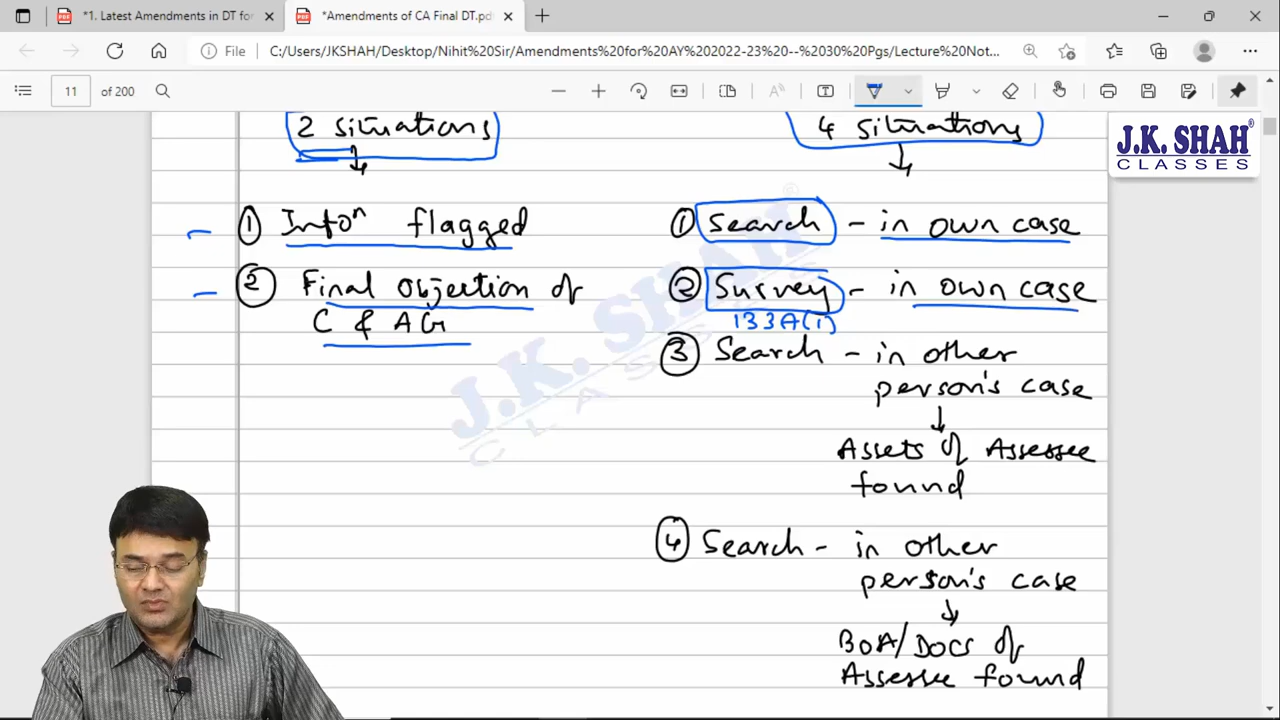 *1. Latest Amendments in DT for
*Amendments of CA Final DT.pd
File
C:/Users/JKSHAH/Desktop/Nihit%20Sir/Amendments%20for%20AY%202022-23%20--%2030%20Pgs/Lecture%20Not...
11 of 200
J.K. SHAH®
CLASSES
2 situations
① Infoⁿ flagged
② Final objection of
C & AG
4 situations
① Search - in own case
② Survey - in own case
133A(1)
③ Search - in other
person's case
Assets of Assessee
found
④ Search - in other
person's case
BOA/DOCS of
Assessee found
J.K. SHAH®
CLASSES